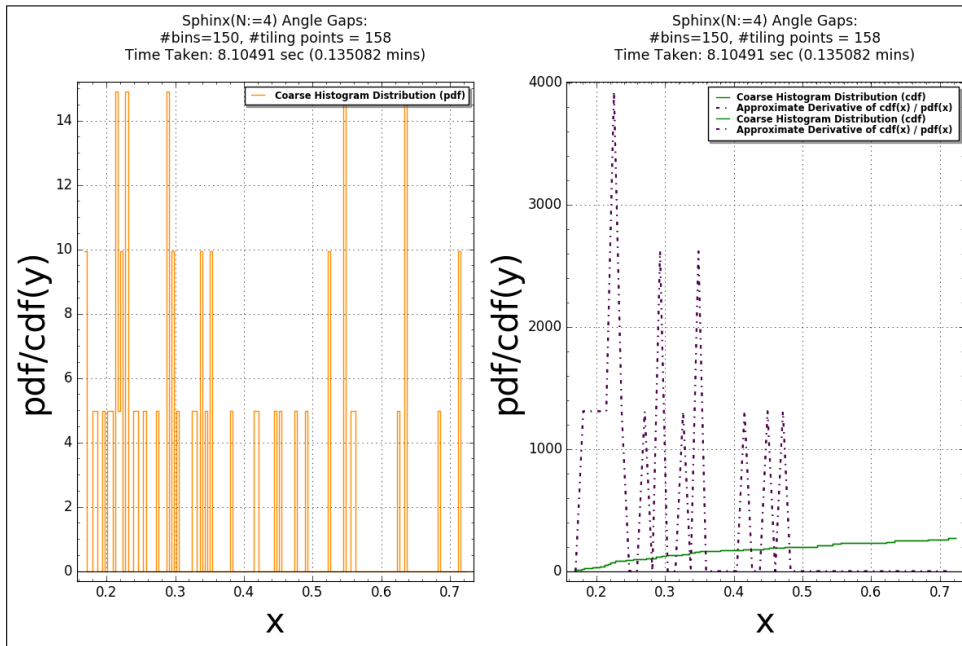 Sphinx(N:=4) Angle Gaps:
#bins=150, #tiling points = 158
Time Taken: 8.10491 sec (0.135082 mins)
Coarse Histogram Distribution (pdf)
pdf/cdf(y)
14
12
10
8
6
4
2
0
0.2
0.3
0.4
0.5
0.6
0.7
x
Sphinx(N:=4) Angle Gaps:
#bins=150, #tiling points = 158
Time Taken: 8.10491 sec (0.135082 mins)
Coarse Histogram Distribution (cdf)
Approximate Derivative of cdf(x) / pdf(x)
Coarse Histogram Distribution (cdf)
Approximate Derivative of cdf(x) / pdf(x)
pdf/cdf(y)
4000
3000
2000
1000
0
0.2
0.3
0.4
0.5
0.6
0.7
x